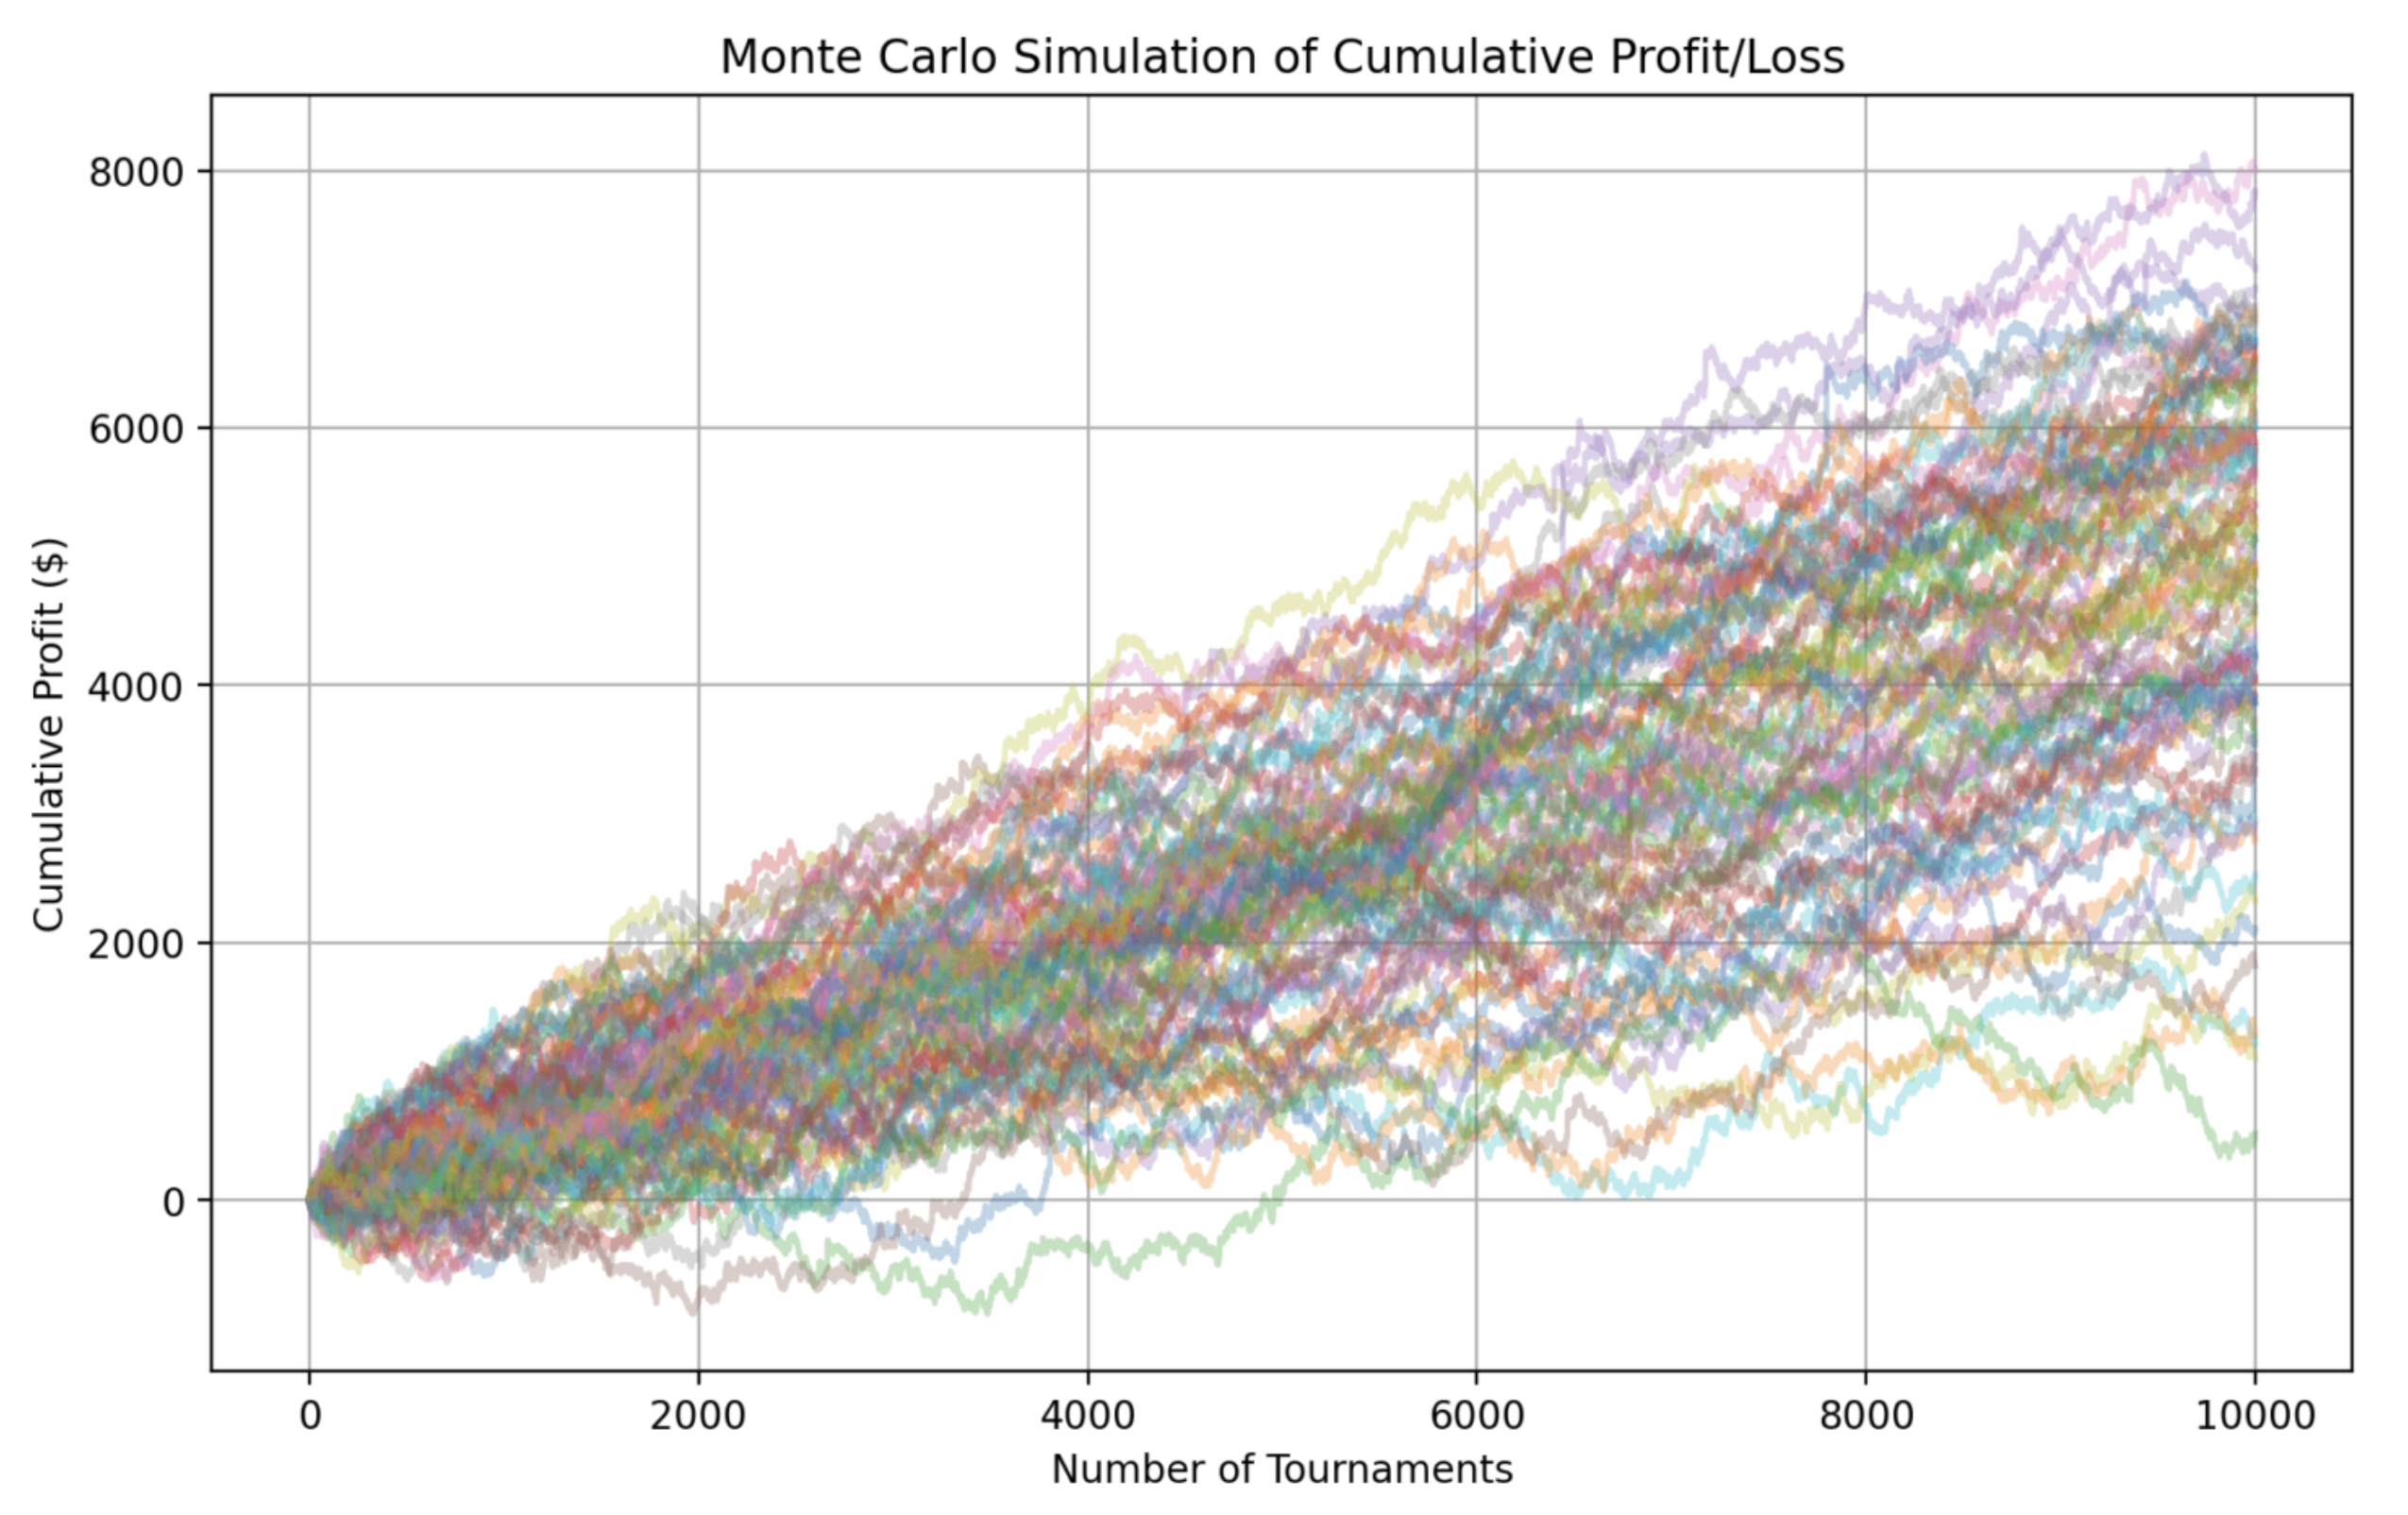 Monte Carlo Simulation of Cumulative Profit/Loss
8000
6000
4000
2000
0
Cumulative Profit ($)
0 2000 4000 6000 8000 10000
Number of Tournaments